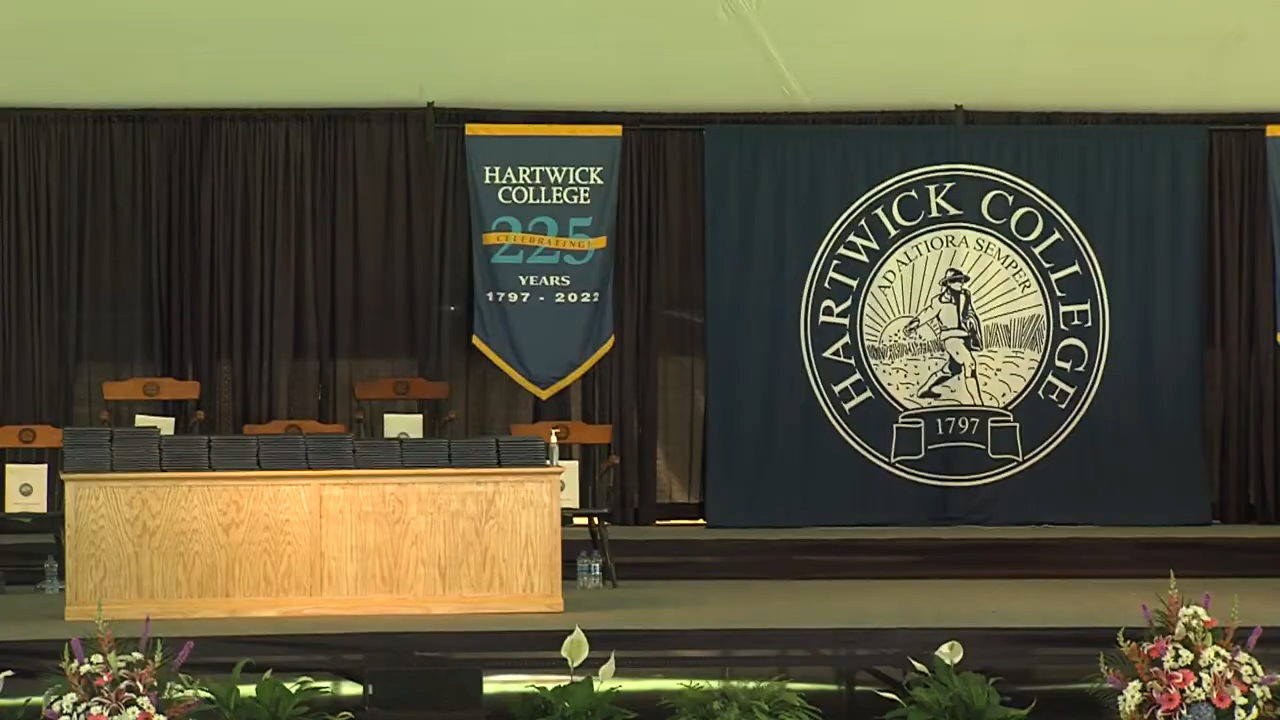 HARTWICK
COLLEGE
225
CELEBRATING!
YEARS
1797 - 2022
HARTWICK COLLEGE
AD ALTIORA SEMPER
1797